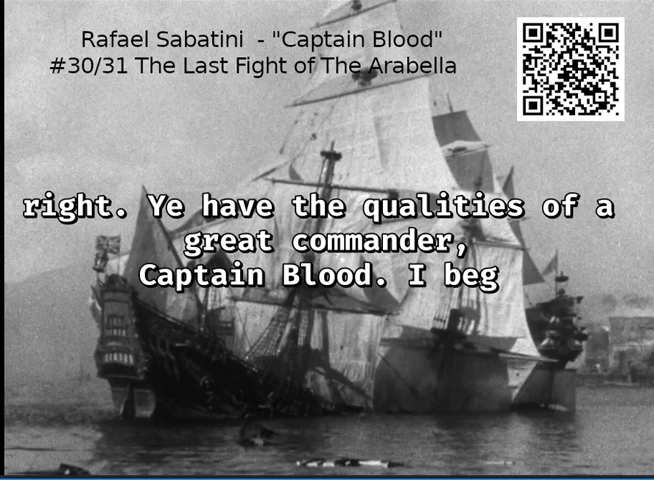 Rafael Sabatini - "Captain Blood"
#30/31 The Last Fight of The Arabella
right. Ye have the qualities of a
great commander,
Captain Blood. I beg